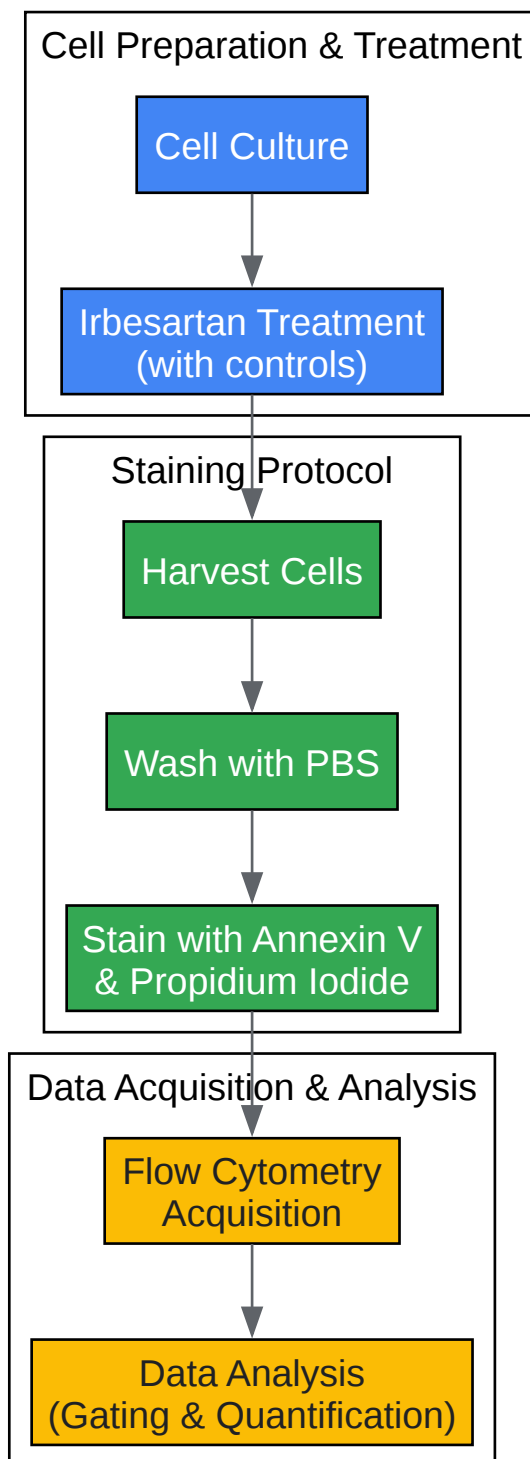 Cell Preparation & Treatment
Cell Culture
Irbesartan Treatment
(with controls)
Staining Protocol
Harvest Cells
Wash with PBS
Stain with Annexin V
& Propidium Iodide
Data Acquisition & Analysis
Flow Cytometry
Acquisition
Data Analysis
(Gating & Quantification)